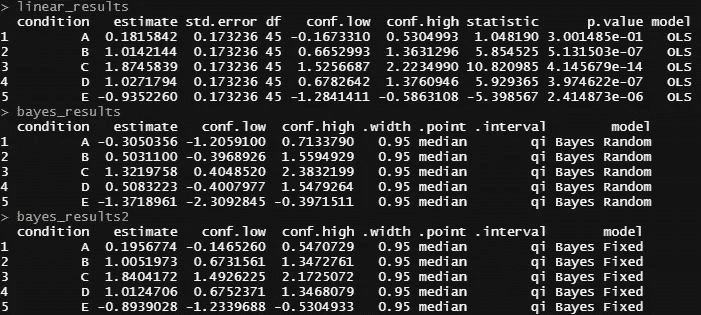 > linear_results
condition estimate std.error df conf.low conf.high statistic p.value model
1 A 0.1815842 0.173236 45 -0.1673310 0.5304993 1.048190 3.001485e-01 OLS
2 B 1.0142144 0.173236 45 0.6652993 1.3631296 5.854525 5.131503e-07 OLS
3 C 1.8745839 0.173236 45 1.5256687 2.2234990 10.820985 4.145679e-14 OLS
4 D 1.0271794 0.173236 45 0.6782642 1.3760946 5.929365 3.974622e-07 OLS
5 E -0.9352260 0.173236 45 -1.2841411 -0.5863108 -5.398567 2.414873e-06 OLS
> bayes_results
condition estimate conf.low conf.high .width .point .interval model
1 A -0.3050356 -1.2059100 0.7133790 0.95 median qi Bayes Random
2 B 0.5031100 -0.3968926 1.5594929 0.95 median qi Bayes Random
3 C 1.3219758 0.4048520 2.3832199 0.95 median qi Bayes Random
4 D 0.5083223 -0.4007977 1.5479264 0.95 median qi Bayes Random
5 E -1.3718961 -2.3092845 -0.3971511 0.95 median qi Bayes Random
> bayes_results2
condition estimate conf.low conf.high .width .point .interval model
1 A 0.1956774 -0.1465260 0.5470729 0.95 median qi Bayes Fixed
2 B 1.0051973 0.6731561 1.3472761 0.95 median qi Bayes Fixed
3 C 1.8404172 1.4926225 2.1725072 0.95 median qi Bayes Fixed
4 D 1.0124706 0.6752371 1.3468079 0.95 median qi Bayes Fixed
5 E -0.8939028 -1.2339688 -0.5304933 0.95 median qi Bayes Fixed